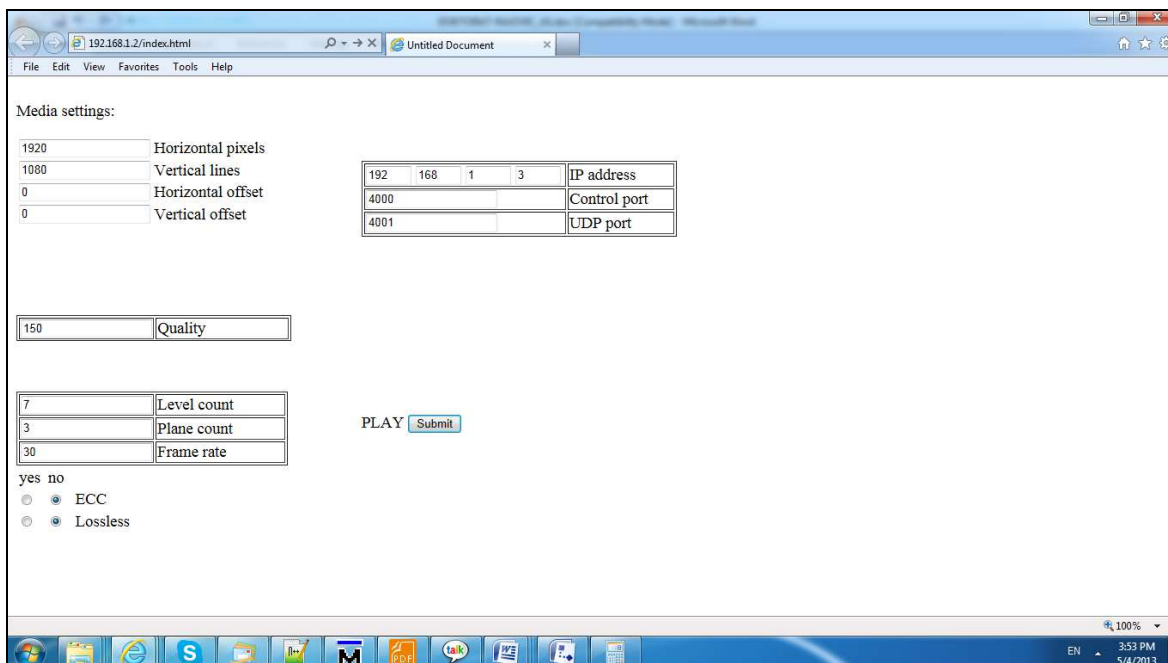 192.168.1.2/index.html
Untitled Document
File Edit View Favorites Tools Help
Media settings:
1920 Horizontal pixels
1080 Vertical lines
0 Horizontal offset
0 Vertical offset
192 168 1 3 IP address
4000 Control port
4001 UDP port
150 Quality
7 Level count
3 Plane count
30 Frame rate
PLAY Submit
yes no
ECC
Lossless
100%
S
M
PDF
talk
W
EN
3:53 PM
5/4/2013